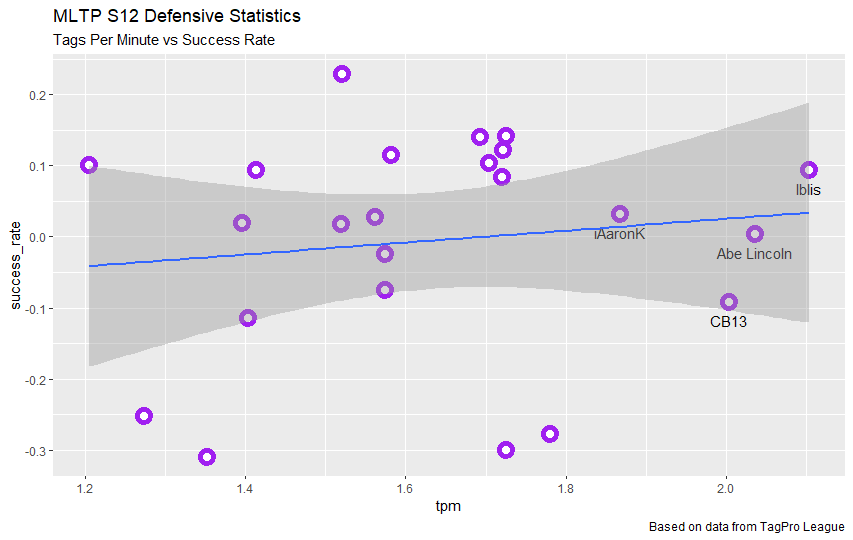 MLTP S12 Defensive Statistics
Tags Per Minute vs Success Rate
success_rate
0.2
0.1
0.0
-0.1
-0.2
-0.3
Iblis
iAaronK
Abe Lincoln
CB13
1.2
1.4
1.6
1.8
2.0
tpm
Based on data from TagPro League